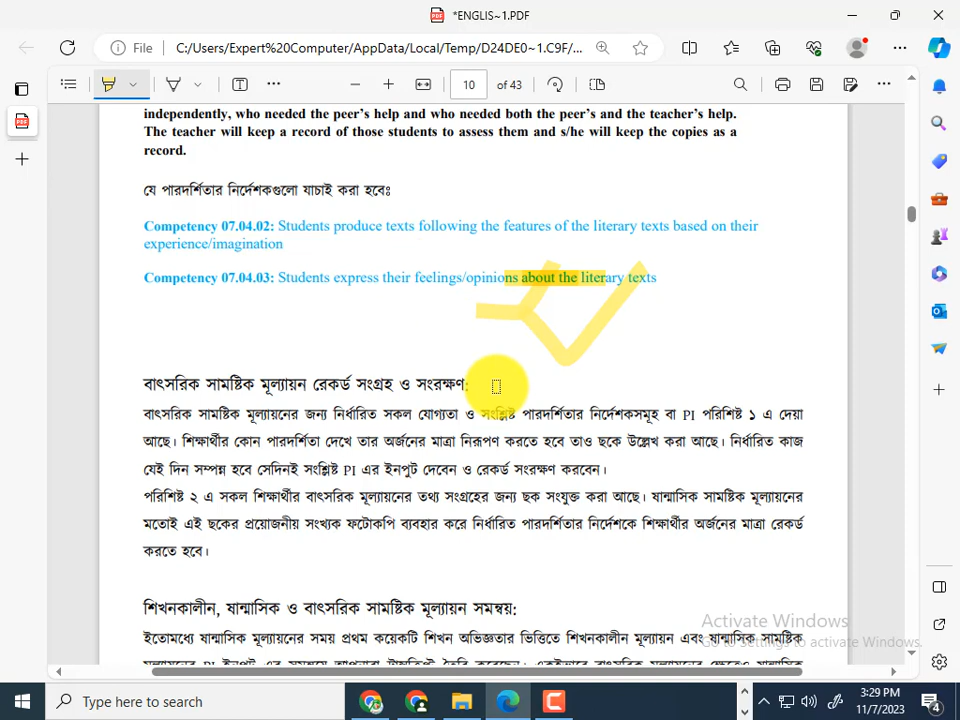 *ENGLIS~1.PDF
File C:/Users/Expert%20Computer/AppData/Local/Temp/D24DE0~1.C9F/...
10 of 43
independently, who needed the peer's help and who needed both the peer's and the teacher's help.
The teacher will keep a record of those students to assess them and s/he will keep the copies as a
record.
যে পারদর্শিতার নির্দেশকগুলো যাচাই করা হবেঃ
Competency 07.04.02: Students produce texts following the features of the literary texts based on their
experience/imagination
Competency 07.04.03: Students express their feelings/opinions about the literary texts
বাৎসরিক সামষ্টিক মূল্যায়ন রেকর্ড সংগ্রহ ও সংরক্ষণ:
বাৎসরিক সামষ্টিক মূল্যায়নের জন্য নির্ধারিত সকল যোগ্যতা ও সংশ্লিষ্ট পারদর্শিতার নির্দেশকসমূহ বা PI পরিশিষ্ট ১ এ দেয়া
আছে। শিক্ষার্থীর কোন পারদর্শিতা দেখে তার অর্জনের মাত্রা নিরূপণ করতে হবে তাও ছকে উল্লেখ করা আছে। নির্ধারিত কাজ
যেই দিন সম্পন্ন হবে সেদিনই সংশ্লিষ্ট PI এর ইনপুট দেবেন ও রেকর্ড সংরক্ষণ করবেন।
পরিশিষ্ট ২ এ সকল শিক্ষার্থীর বাৎসরিক মূল্যায়নের তথ্য সংগ্রহের জন্য ছক সংযুক্ত করা আছে। ষান্মাসিক সামষ্টিক মূল্যায়নের
মতোই এই ছকের প্রয়োজনীয় সংখ্যক ফটোকপি ব্যবহার করে নির্ধারিত পারদর্শিতার নির্দেশকে শিক্ষার্থীর অর্জনের মাত্রা রেকর্ড
করতে হবে।
শিখনকালীন, ষান্মাসিক ও বাৎসরিক সামষ্টিক মূল্যায়ন সমন্বয়:
ইতোমধ্যে ষান্মাসিক মূল্যায়নের সময় প্রথম কয়েকটি শিখন অভিজ্ঞতার ভিত্তিতে শিখনকালীন মূল্যায়ন এবং ষান্মাসিক সামষ্টিক
Activate Windows
Go to Settings to activate Windows.
Type here to search
3:29 PM
11/7/2023
4